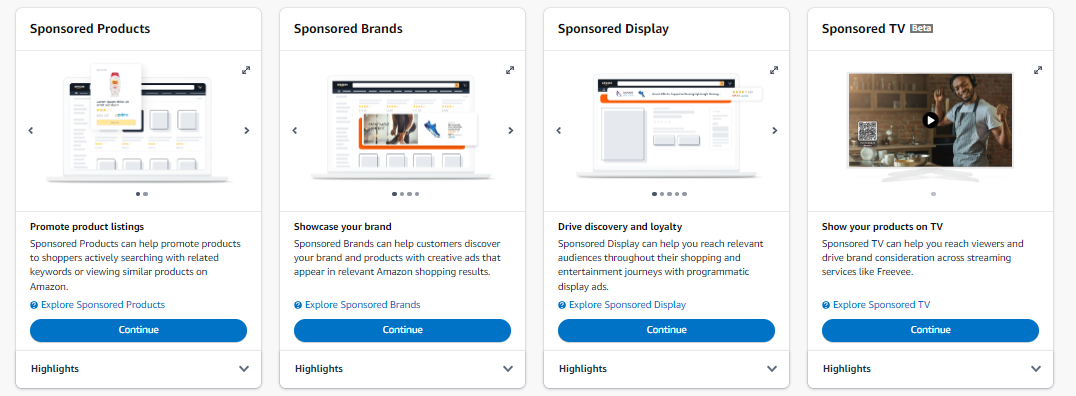 Sponsored Products
Promote product listings
Sponsored Products can help promote products
to shoppers actively searching with related
keywords or viewing similar products on
Amazon.
Explore Sponsored Products
Continue
Highlights
Sponsored Brands
Showcase your brand
Sponsored Brands can help customers discover
your brand and products with creative ads that
appear in relevant Amazon shopping results.
Explore Sponsored Brands
Continue
Highlights
Sponsored Display
Drive discovery and loyalty
Sponsored Display can help you reach relevant
audiences throughout their shopping and
entertainment journeys with programmatic
display ads.
Explore Sponsored Display
Continue
Highlights
Sponsored TV Beta
Show your products on TV
Sponsored TV can help you reach viewers and
drive brand consideration across streaming
services like Freevee.
Explore Sponsored TV
Continue
Highlights